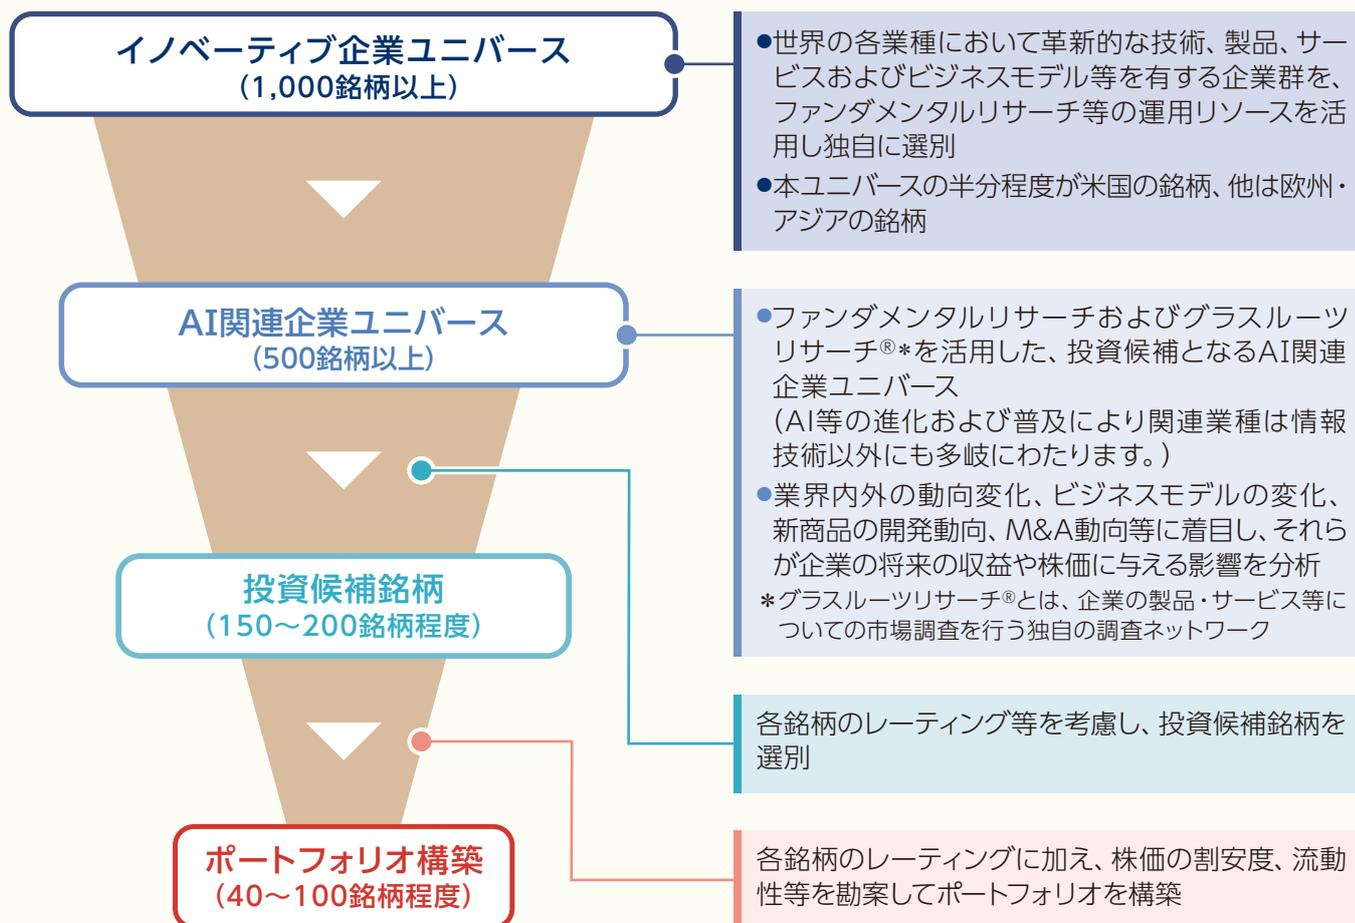 イノベーティブ企業ユニバース
(1,000銘柄以上)
●世界の各業種において革新的な技術、製品、サー
ビスおよびビジネスモデル等を有する企業群を、
ファンダメンタルリサーチ等の運用リソースを活
用し独自に選別
●本ユニバースの半分程度が米国の銘柄、他は欧州・
アジアの銘柄
AI関連企業ユニバース
(500銘柄以上)
●ファンダメンタルリサーチおよびグラスルーツ
リサーチ®*を活用した、投資候補となるAI関連
企業ユニバース
(AI等の進化および普及により関連業種は情報
技術以外にも多岐にわたります。)
●業界内外の動向変化、ビジネスモデルの変化、
新商品の開発動向、M&A動向等に着目し、それら
が企業の将来の収益や株価に与える影響を分析
*グラスルーツリサーチ®とは、企業の製品・サービス等に
ついての市場調査を行う独自の調査ネットワーク
投資候補銘柄
(150～200銘柄程度)
各銘柄のレーティング等を考慮し、投資候補銘柄を
選別
ポートフォリオ構築
(40～100銘柄程度)
各銘柄のレーティングに加え、株価の割安度、流動
性等を勘案してポートフォリオを構築